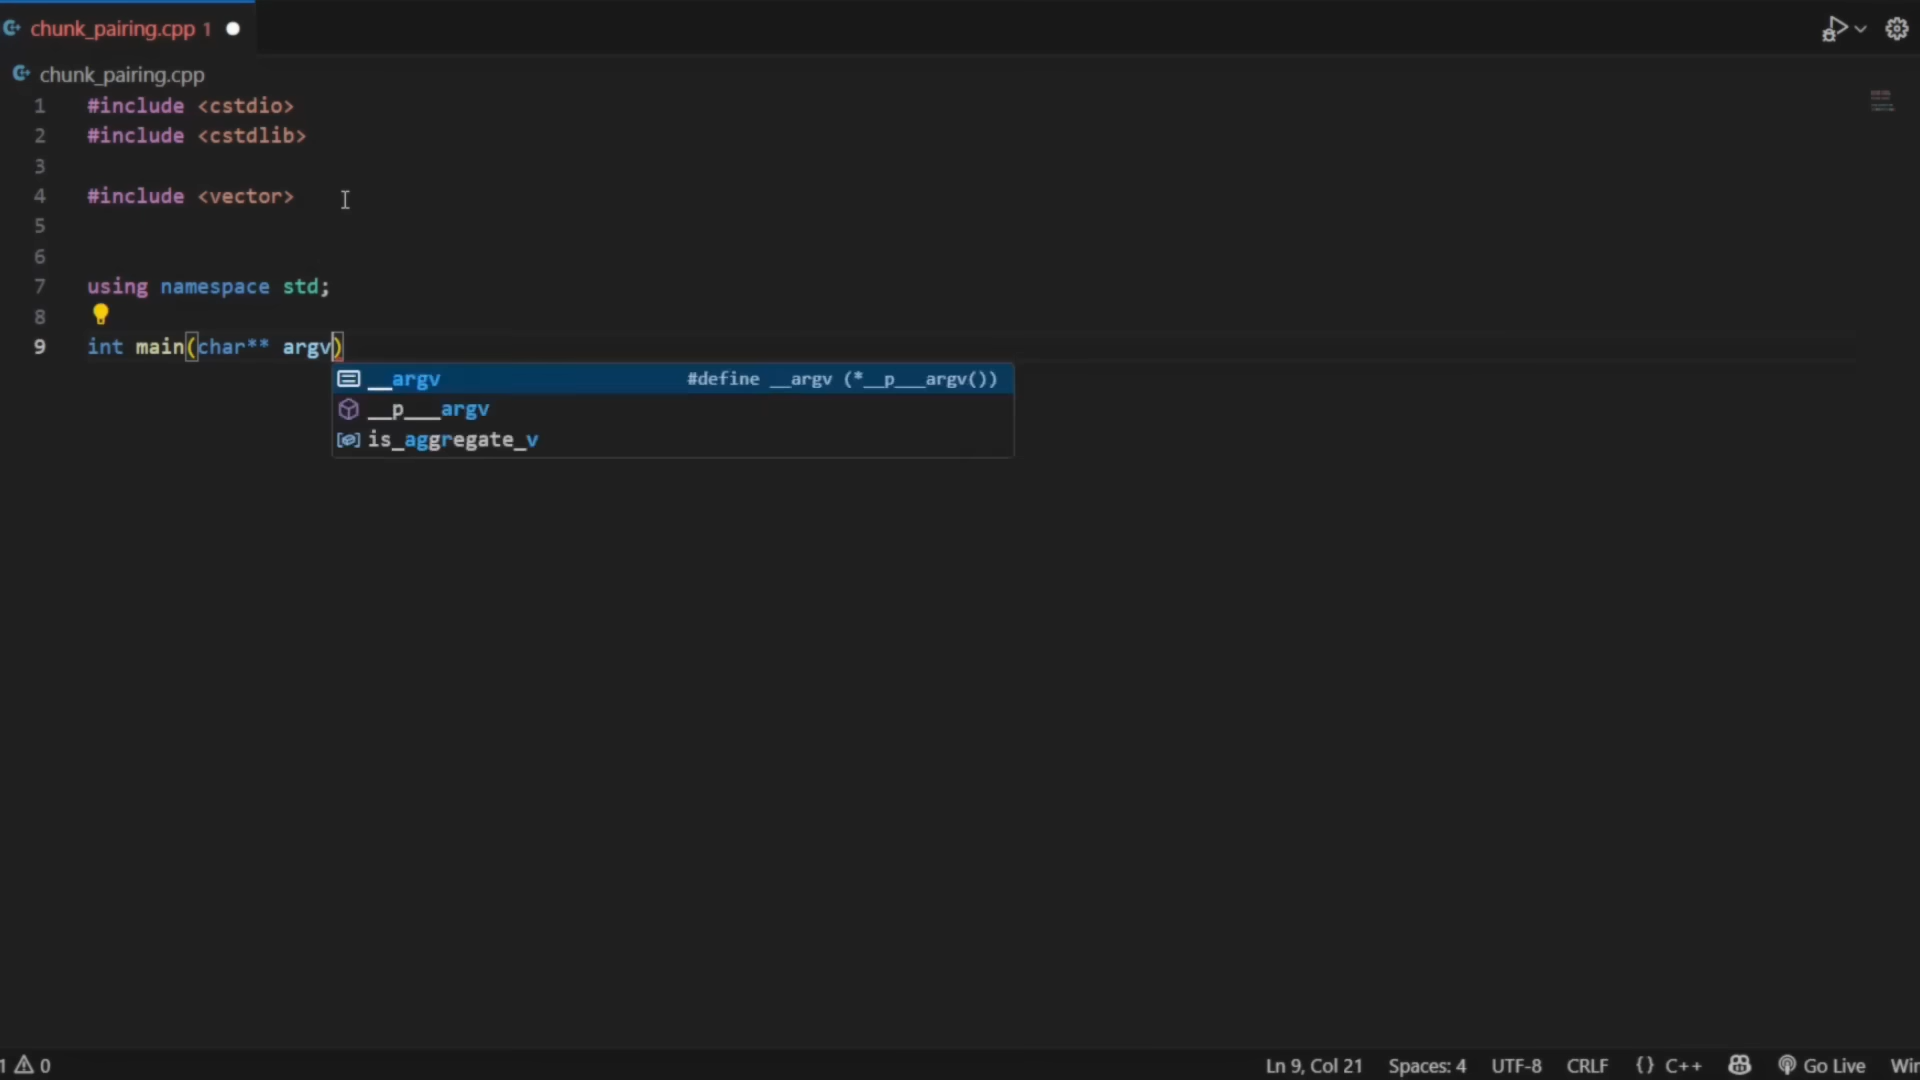 chunk_pairing.cpp 1
chunk_pairing.cpp
1 #include <cstdio>
2 #include <cstdlib>
3
4 #include <vector>
5
6
7 using namespace std;
8
9 int main(char** argv)
__argv #define __argv (*__p___argv())
__p___argv
is_aggregate_v
1 0 Ln 9, Col 21 Spaces: 4 UTF-8 CRLF {} C++ Go Live Win